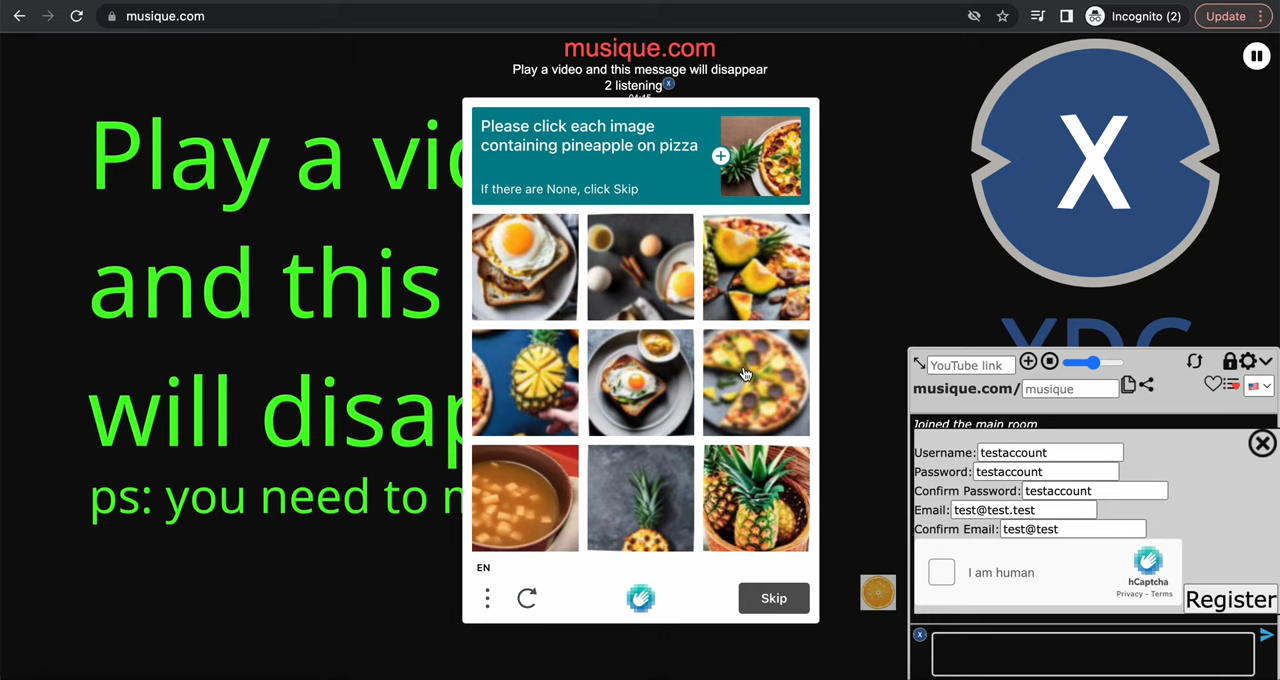 musique.com
Incognito (2)
Update
musique.com
Play a video and this message will disappear
2 listening
X
Play a vi
and this
will disap
ps: you need to m
Please click each image
containing pineapple on pizza
If there are None, click Skip
EN
Skip
X
YouTube link
musique.com/
musique
Joined the main room
Username: testaccount
Password: testaccount
Confirm Password: testaccount
Email: test@test.test
Confirm Email: test@test
I am human
hCaptcha
Privacy - Terms
Register
X